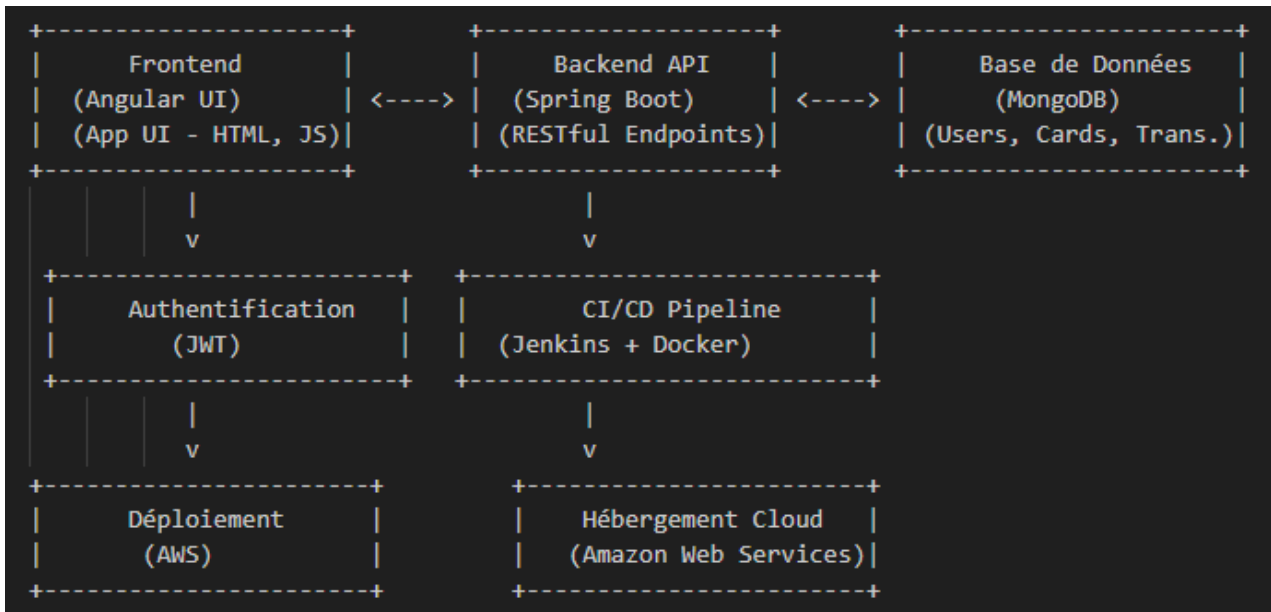 +---------------------+        +---------------------+        +------------------------+
|      Frontend       |        |     Backend API    |        |     Base de Données   |
|  (Angular UI)       | <----> |  (Spring Boot)     | <----> |      (MongoDB)        |
|  (App UI - HTML, JS)|        | (RESTful Endpoints)|        | (Users, Cards, Trans.)|
+---------------------+        +---------------------+        +------------------------+
          |                           |
          v                           v
+------------------------+   +----------------------------+
|     Authentification   |   |        CI/CD Pipeline      |
|        (JWT)           |   |  (Jenkins + Docker)        |
+------------------------+   +----------------------------+
          |                           |
          v                           v
+-----------------------+         +------------------------+
|      Déploiement      |         |    Hébergement Cloud   |
|       (AWS)           |         |   (Amazon Web Services)|
+-----------------------+         +------------------------+